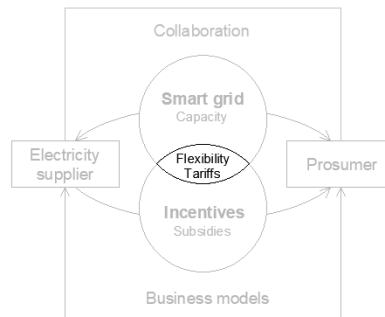 Collaboration
Smart grid
Capacity
Electricity
supplier
Flexibility
Tariffs
Prosumer
Incentives
Subsidies
Business models